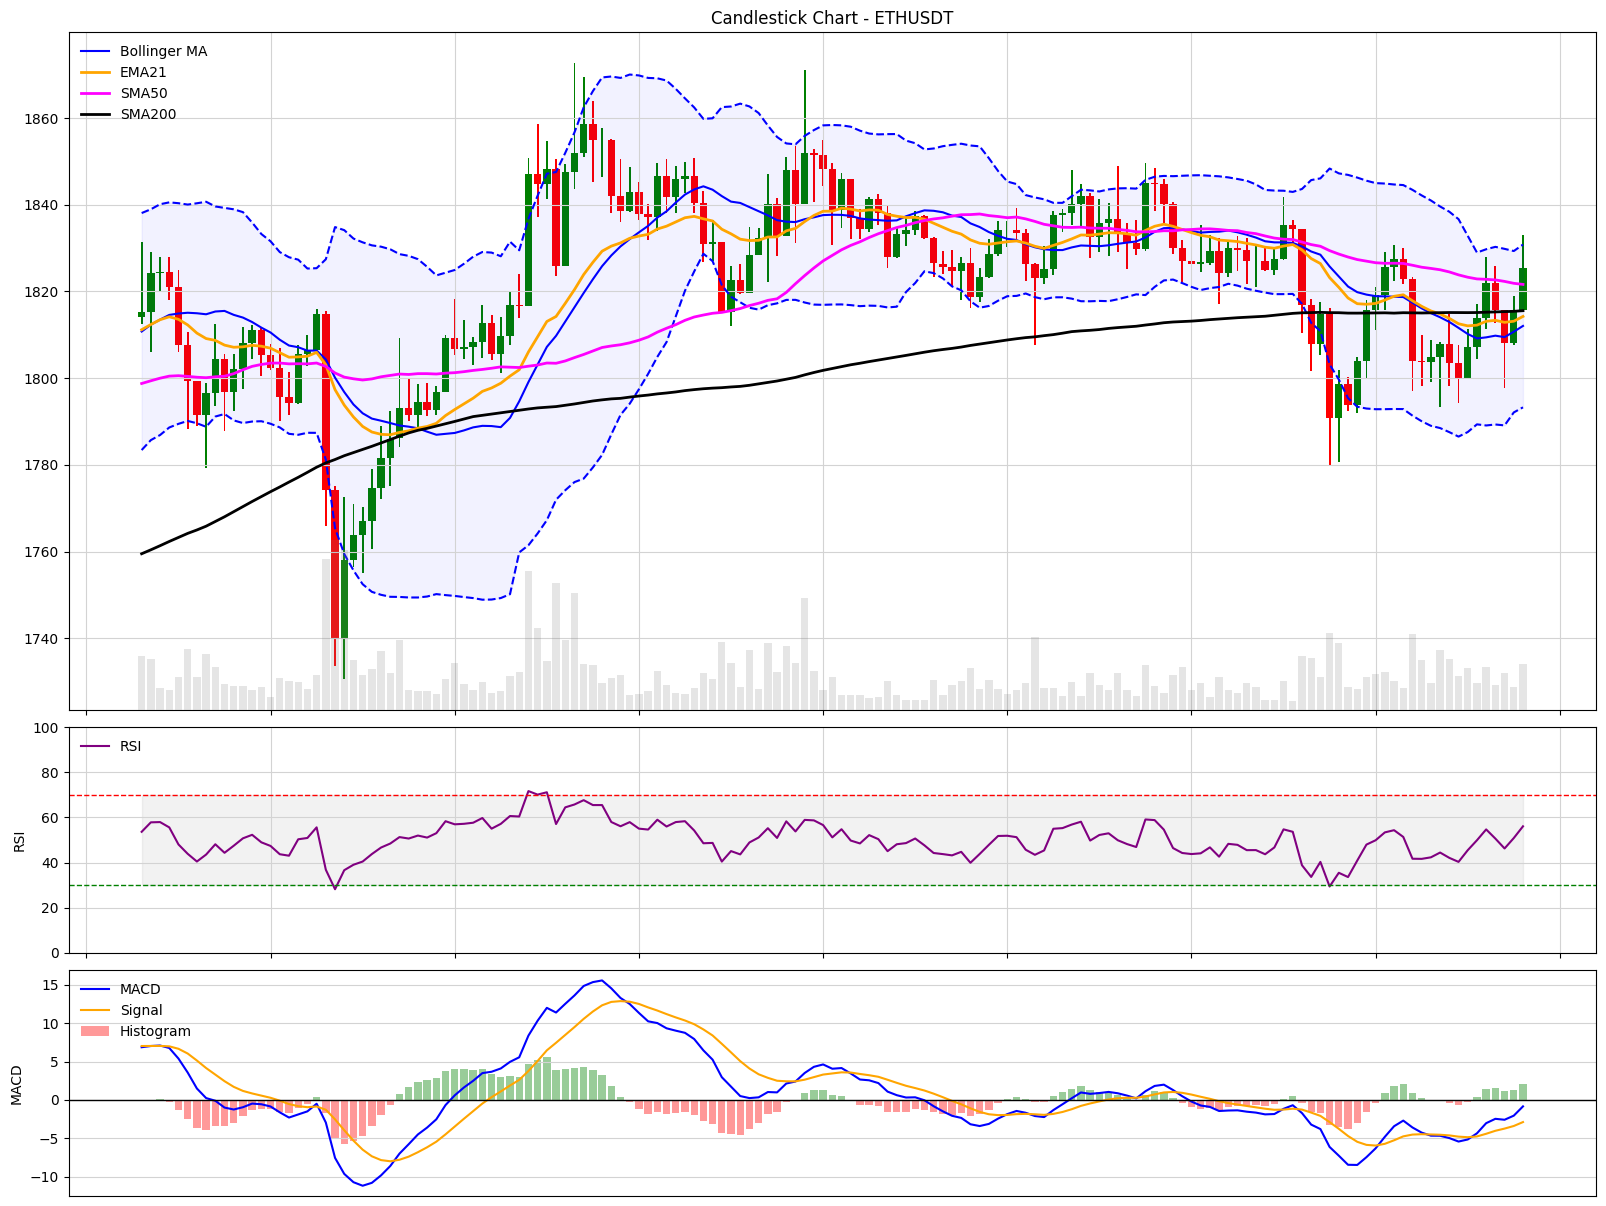 Candlestick Chart - ETHUSDT
Bollinger MA
EMA21
SMA50
SMA200
1860
1840
1820
1800
1780
1760
1740
RSI
100
80
60
40
20
0
RSI
MACD
Signal
Histogram
15
10
5
0
−5
−10
MACD